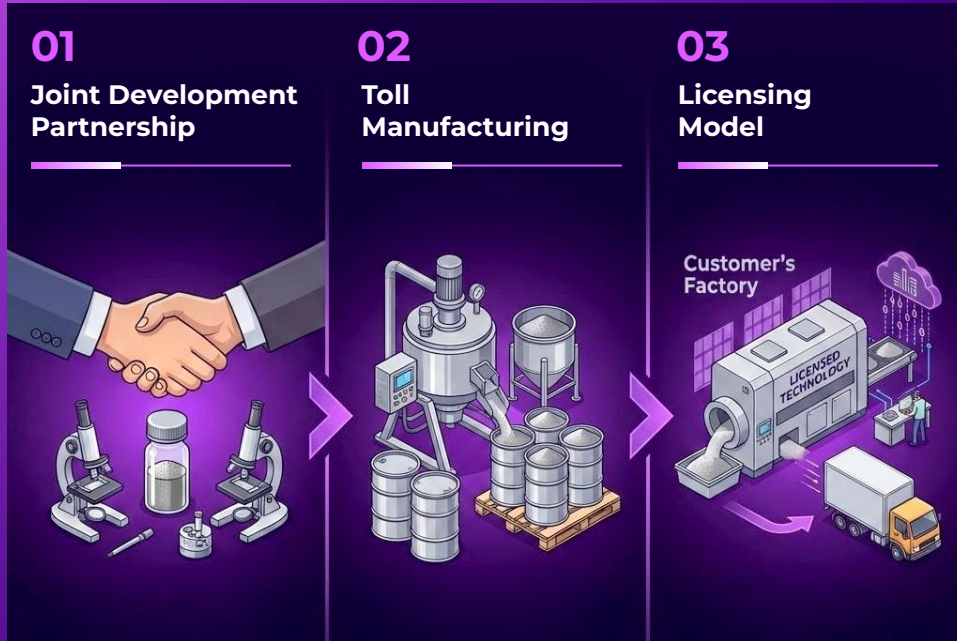 01
Joint Development
Partnership
02
Toll
Manufacturing
03
Licensing
Model
Customer's
Factory
LICENSED
TECHNOLOGY